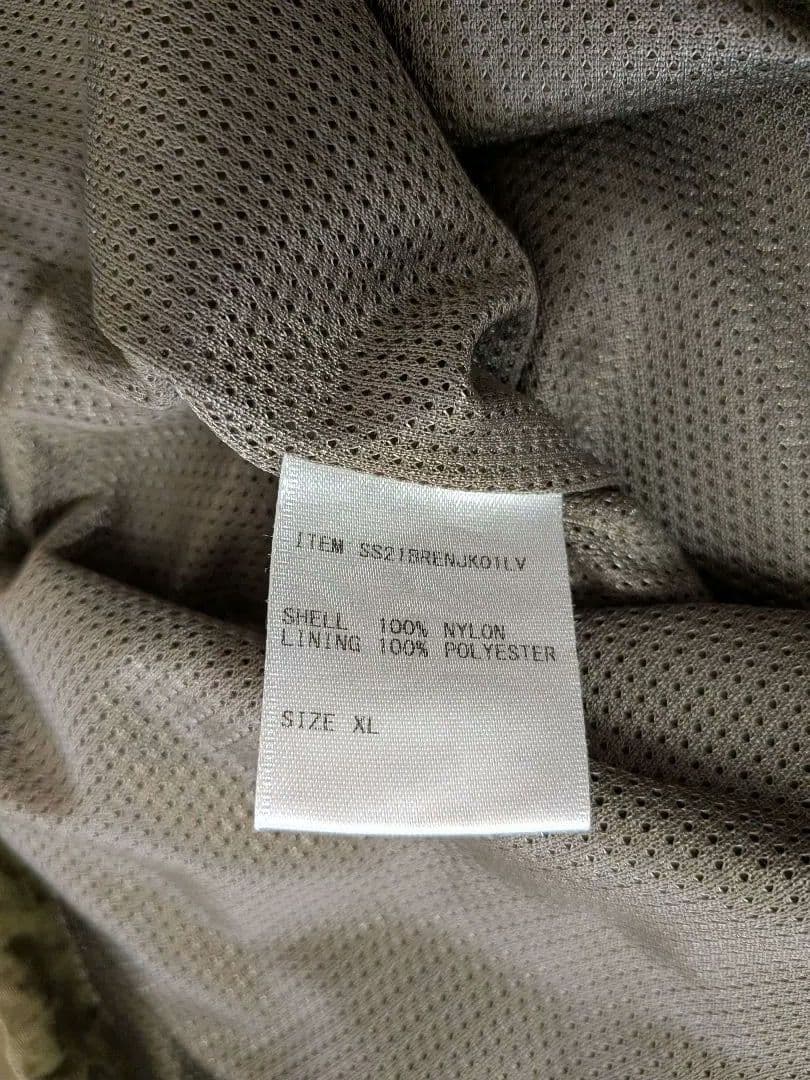 ITEM SS21BRENJK01LV
SHELL 100% NYLON
LINING 100% POLYESTER
SIZE XL